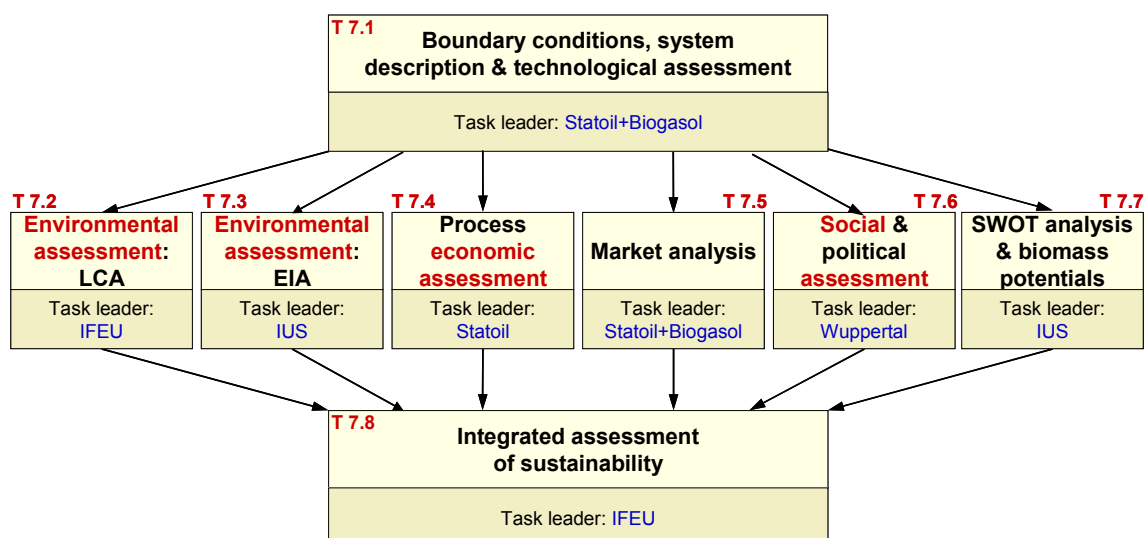 T 7.1
Boundary conditions, system
description & technological assessment
Task leader: Statoil+Biogasol
T 7.2
Environmental
assessment:
LCA
Task leader:
IFEU
T 7.3
Environmental
assessment:
EIA
Task leader:
IUS
T 7.4
Process
economic
assessment
Task leader:
Statoil
T 7.5
Market analysis
Task leader:
Statoil+Biogasol
T 7.6
Social &
political
assessment
Task leader:
Wuppertal
T 7.7
SWOT analysis
& biomass
potentials
Task leader:
IUS
T 7.8
Integrated assessment
of sustainability
Task leader: IFEU